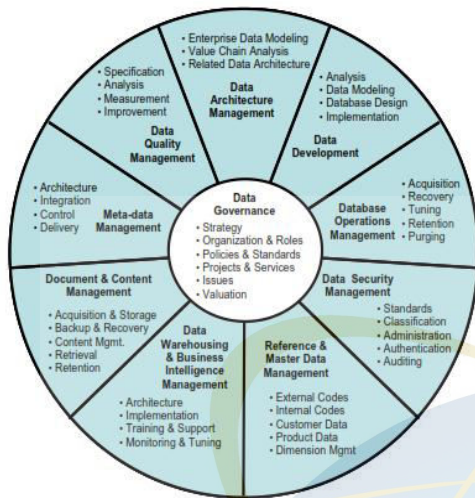 • Enterprise Data Modeling
• Value Chain Analysis
• Related Data Architecture
Data
Architecture
Management
• Analysis
• Data Modeling
• Database Design
• Implementation
Data
Development
• Acquisition
• Recovery
• Tuning
• Retention
• Purging
Database
Operations
Management
Data Security
Management
• Standards
• Classification
• Administration
• Authentication
• Auditing
Reference &
Master Data
Management
• External Codes
• Internal Codes
• Customer Data
• Product Data
• Dimension Mgmt
Data
Warehousing
& Business
Intelligence
Management
• Architecture
• Implementation
• Training & Support
• Monitoring & Tuning
Document & Content
Management
• Acquisition & Storage
• Backup & Recovery
• Content Mgmt.
• Retrieval
• Retention
• Architecture
• Integration
• Control
• Delivery
Meta-data
Management
• Specification
• Analysis
• Measurement
• Improvement
Data
Quality
Management
Data
Governance
• Strategy
• Organization & Roles
• Policies & Standards
• Projects & Services
• Issues
• Valuation